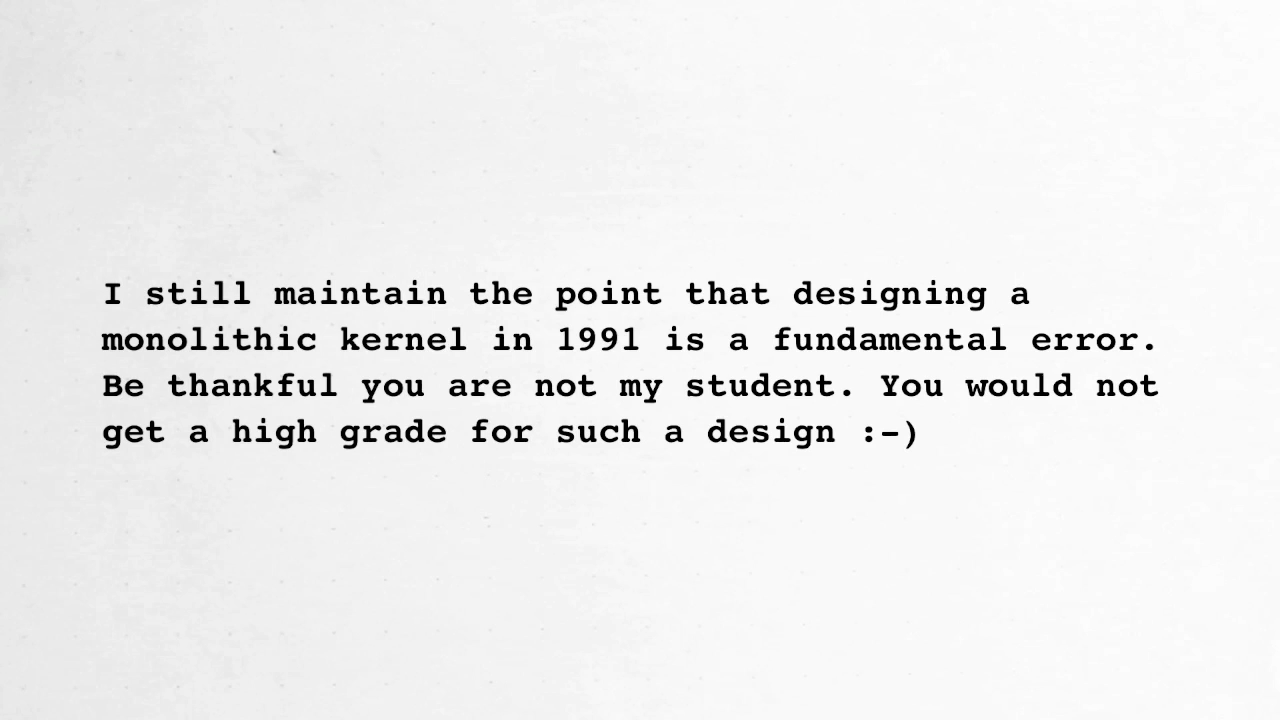 I still maintain the point that designing a
monolithic kernel in 1991 is a fundamental error.
Be thankful you are not my student. You would not
get a high grade for such a design :-)